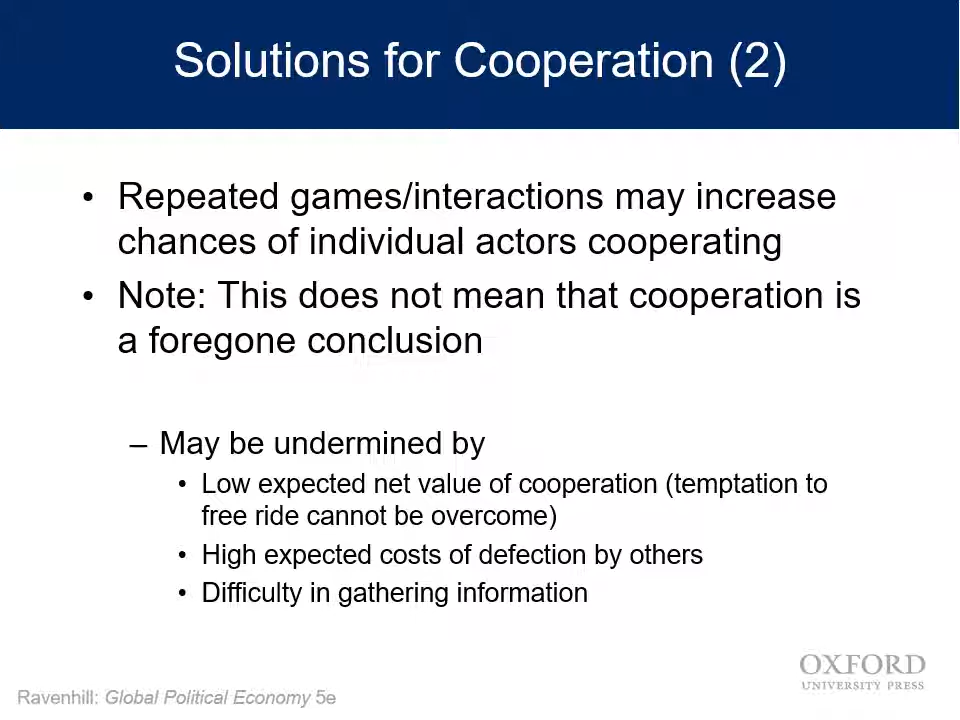 Solutions for Cooperation (2)
• Repeated games/interactions may increase
chances of individual actors cooperating
• Note: This does not mean that cooperation is
a foregone conclusion
– May be undermined by
• Low expected net value of cooperation (temptation to
free ride cannot be overcome)
• High expected costs of defection by others
• Difficulty in gathering information
OXFORD
UNIVERSITY PRESS
Ravenhill: Global Political Economy 5e